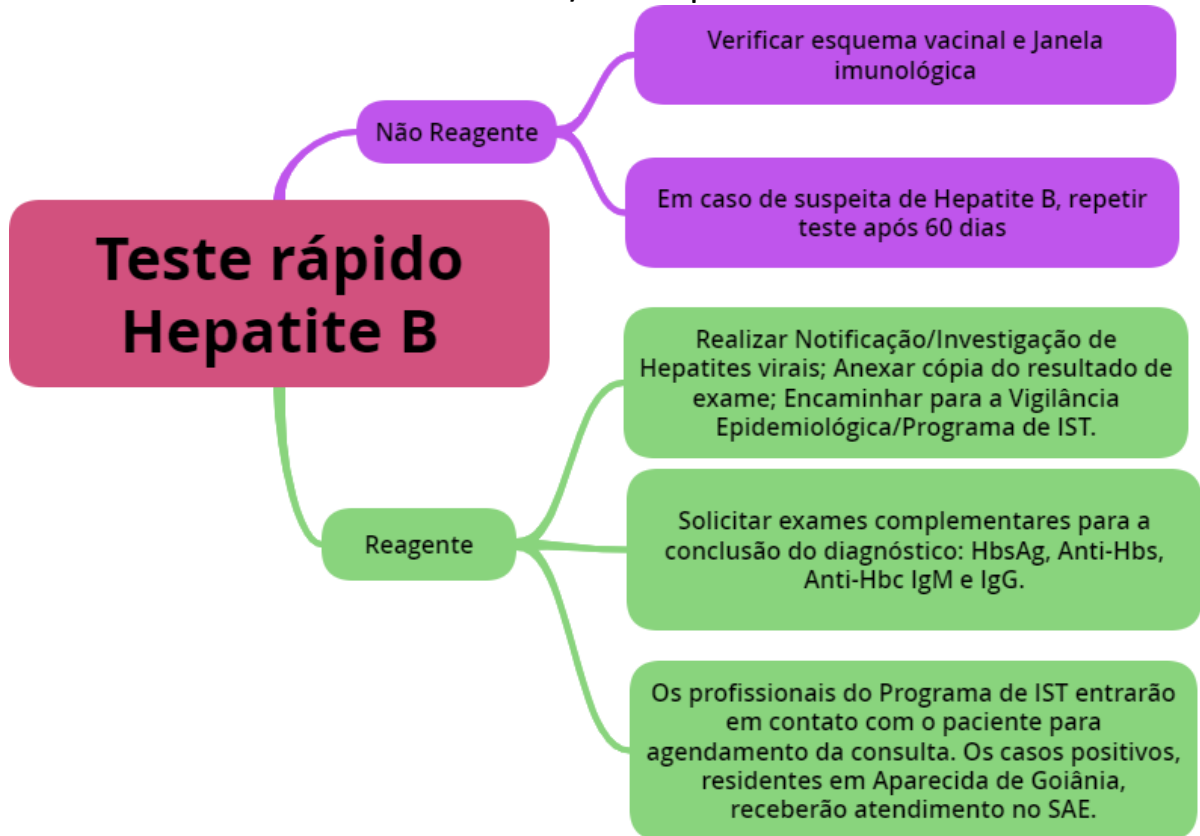 Verificar esquema vacinal e Janela
imunológica
Não Reagente
Em caso de suspeita de Hepatite B, repetir
teste após 60 dias
Teste rápido
Hepatite B
Realizar Notificação/Investigação de
Hepatites virais; Anexar cópia do resultado de
exame; Encaminhar para a Vigilância
Epidemiológica/Programa de IST.
Reagente
Solicitar exames complementares para a
conclusão do diagnóstico: HbsAg, Anti-Hbs,
Anti-Hbc IgM e IgG.
Os profissionais do Programa de IST entrarão
em contato com o paciente para
agendamento da consulta. Os casos positivos,
residentes em Aparecida de Goiânia,
receberão atendimento no SAE.